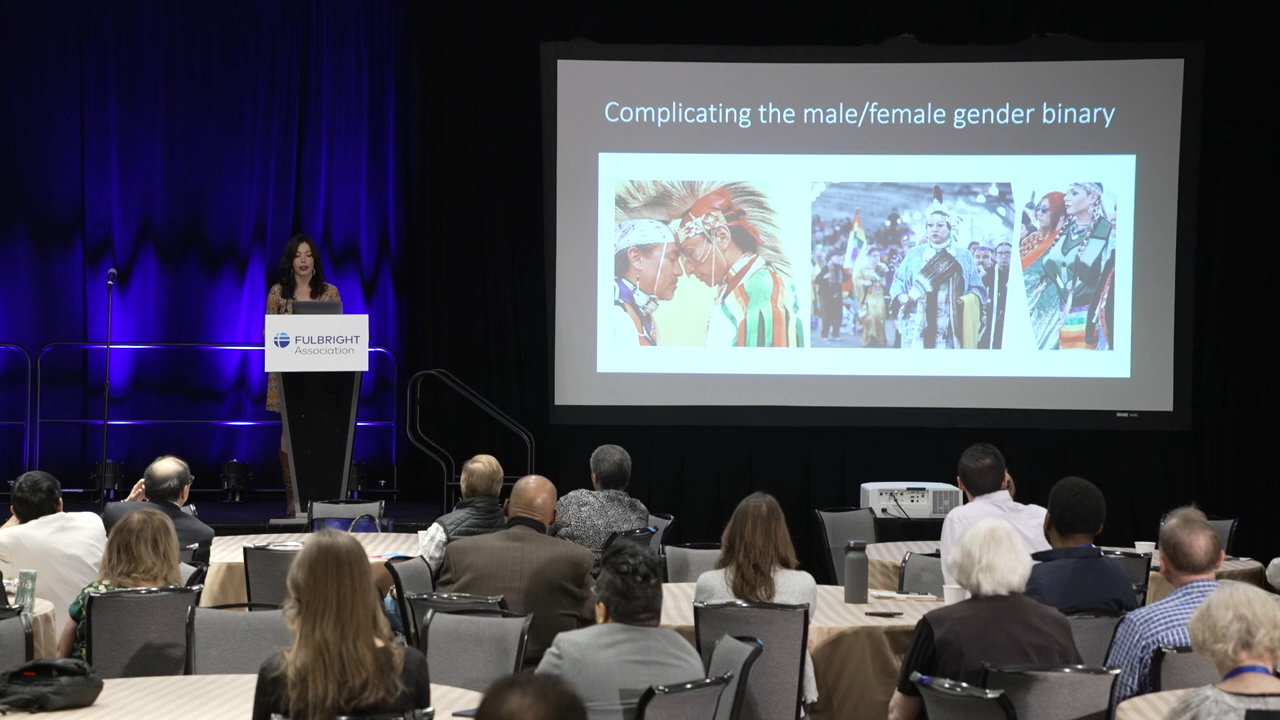 Complicating the male/female gender binary
FULBRIGHT
Association